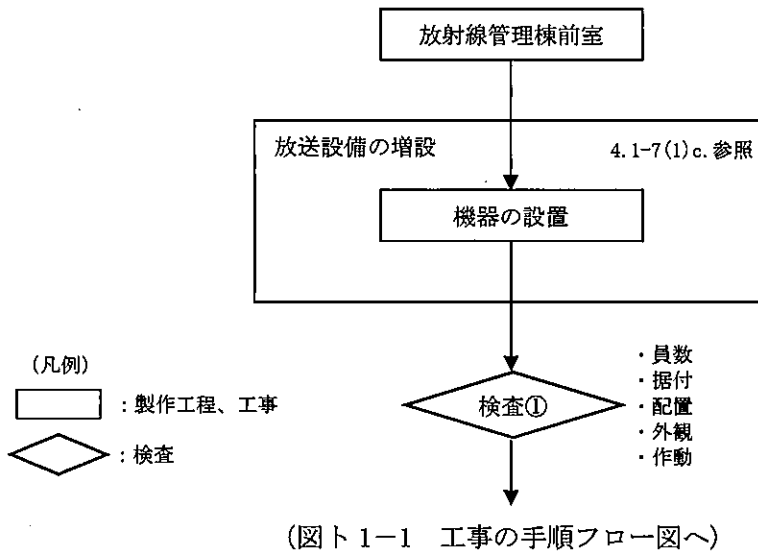 放射線管理棟前室
放送設備の増設
4.1-7(1)c.参照
機器の設置
(凡例)
:製作工程、工事
:検査
検査①
・員数
・据付
・配置
・外観
・作動
(図ト1-1 工事の手順フロー図へ)